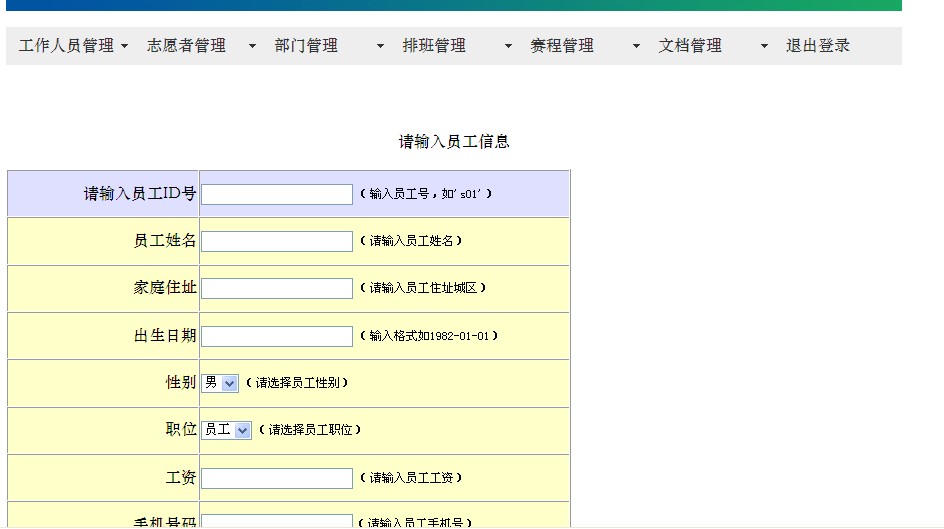 工作人员管理 志愿者管理 部门管理 排班管理 赛程管理 文档管理 退出登录
请输入员工信息
请输入员工ID号 （输入员工号，如's01'）
员工姓名 （请输入员工姓名）
家庭住址 （请输入员工住址城区）
出生日期 （输入格式如1982-01-01）
性别 男 （请选择员工性别）
职位 员工 （请选择员工职位）
工资 （请输入员工工资）
手机号码 （请输入员工手机号）